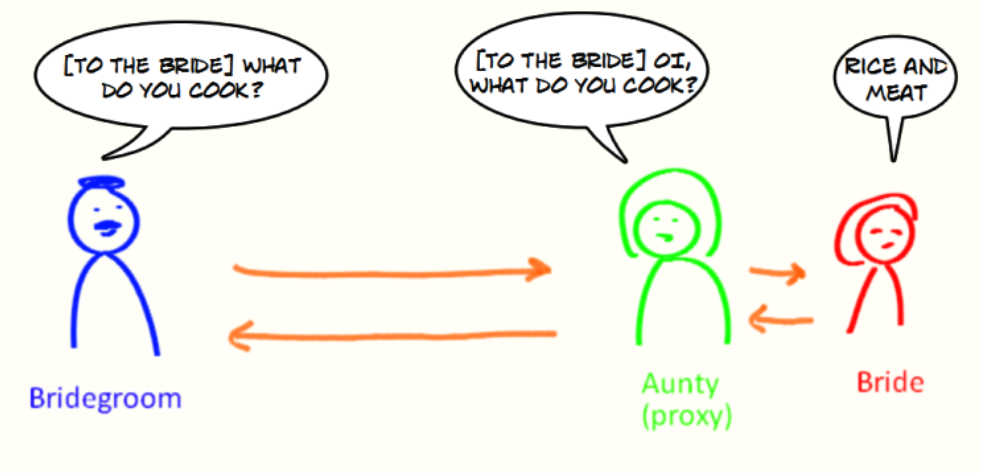 [TO THE BRIDE] WHAT
DO YOU COOK?
[TO THE BRIDE] OI,
WHAT DO YOU COOK?
RICE AND
MEAT
Bridegroom
Aunty
(proxy)
Bride